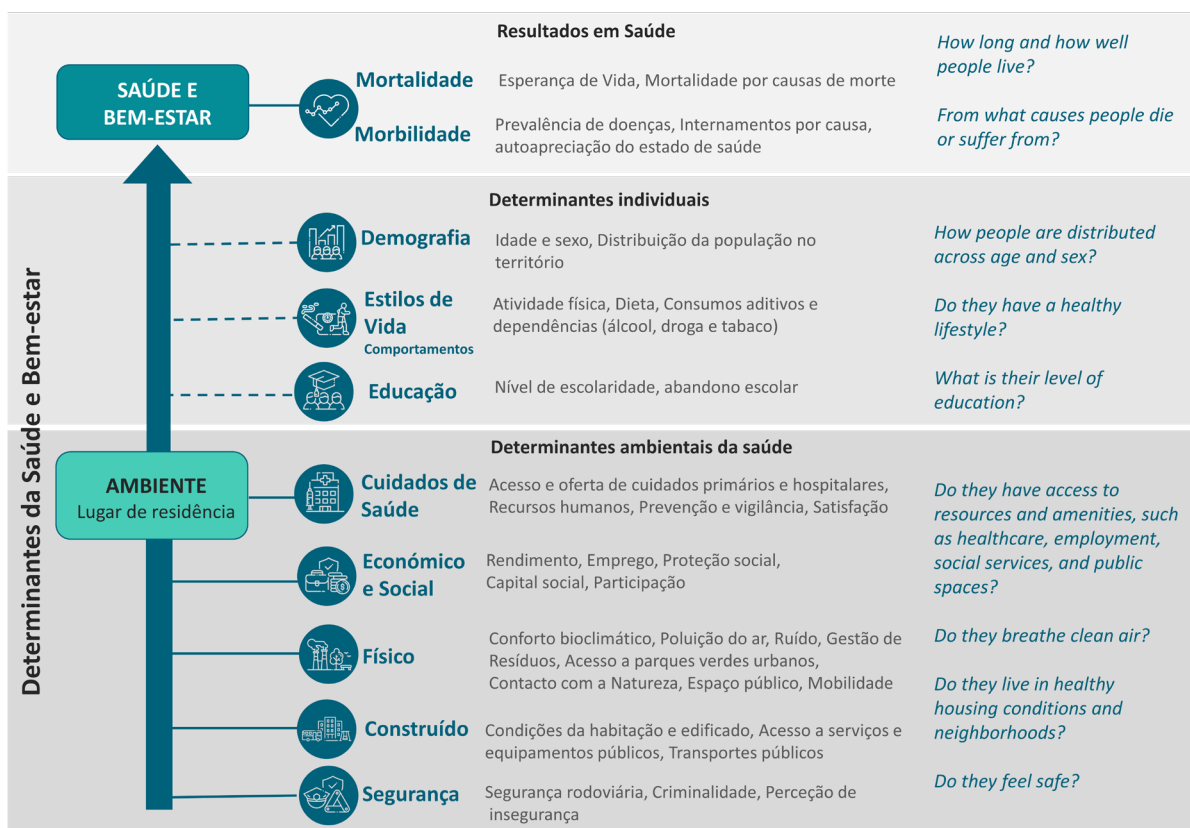 Resultados em Saúde
SAÚDE E
BEM-ESTAR
Mortalidade
Esperança de Vida, Mortalidade por causas de morte
How long and how well
people live?
Morbilidade
Prevalência de doenças, Internamentos por causa,
autoapreciação do estado de saúde
From what causes people die
or suffer from?
Determinantes da Saúde e Bem-estar
Determinantes individuais
Demografia
Idade e sexo, Distribuição da população no
território
How people are distributed
across age and sex?
Estilos de
Vida
Comportamentos
Atividade física, Dieta, Consumos aditivos e
dependências (álcool, droga e tabaco)
Do they have a healthy
lifestyle?
Educação
Nível de escolaridade, abandono escolar
What is their level of
education?
Determinantes ambientais da saúde
AMBIENTE
Lugar de residência
Cuidados de
Saúde
Acesso e oferta de cuidados primários e hospitalares,
Recursos humanos, Prevenção e vigilância, Satisfação
Do they have access to
resources and amenities, such
as healthcare, employment,
social services, and public
spaces?
Económico
e Social
Rendimento, Emprego, Proteção social,
Capital social, Participação
Físico
Conforto bioclimático, Poluição do ar, Ruído, Gestão de
Resíduos, Acesso a parques verdes urbanos,
Contacto com a Natureza, Espaço público, Mobilidade
Do they breathe clean air?
Do they live in healthy
housing conditions and
neighborhoods?
Construído
Condições da habitação e edificado, Acesso a serviços e
equipamentos públicos, Transportes públicos
Segurança
Segurança rodoviária, Criminalidade, Perceção de
insegurança
Do they feel safe?